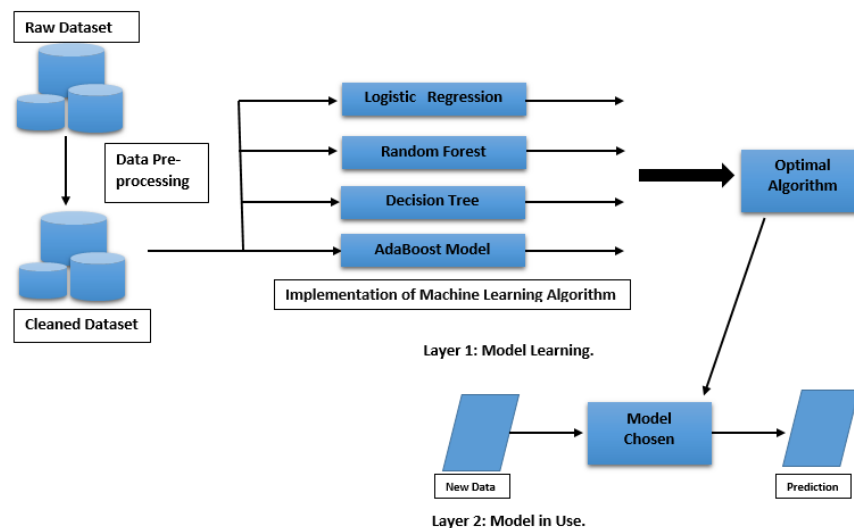 Raw Dataset
Data Pre-
processing
Cleaned Dataset
Logistic Regression
Random Forest
Decision Tree
AdaBoost Model
Implementation of Machine Learning Algorithm
Optimal
Algorithm
Layer 1: Model Learning.
Model
Chosen
New Data
Prediction
Layer 2: Model in Use.